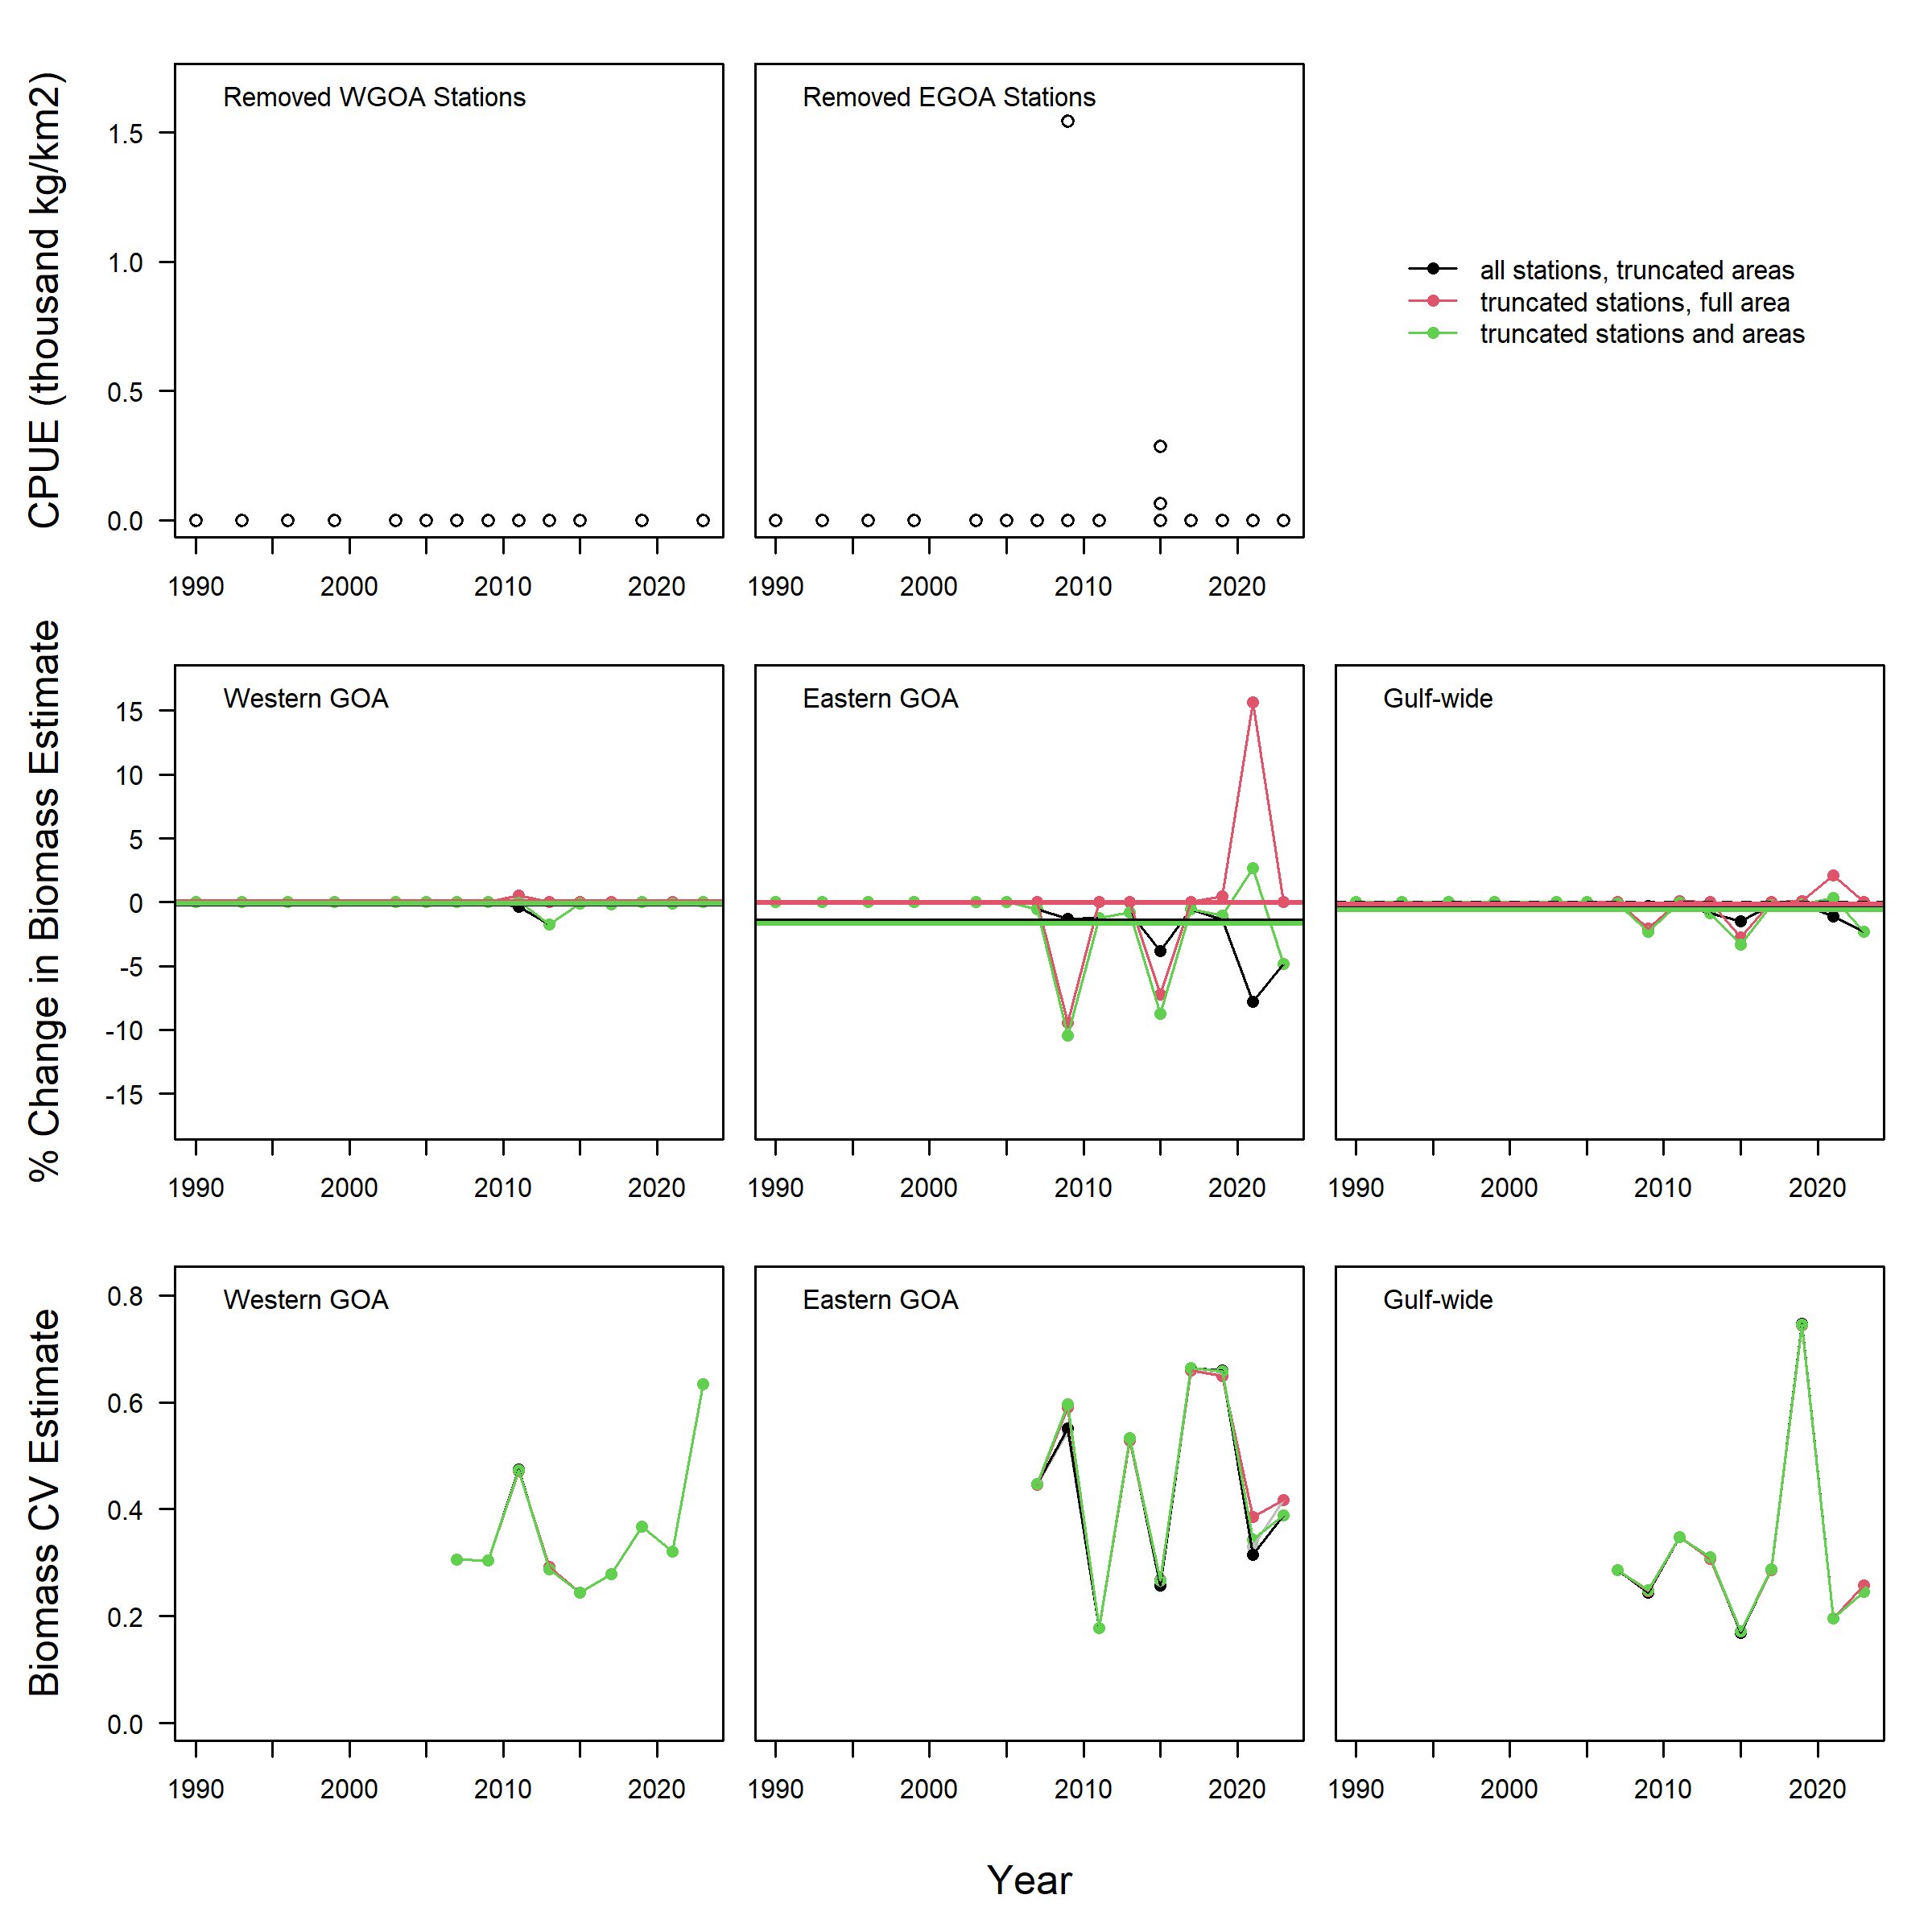 CPUE (thousand kg/km2)
Removed WGOA Stations
1.5
1.0
0.5
0.0
1990 2000 2010 2020
Removed EGOA Stations
1990 2000 2010 2020
all stations, truncated areas
truncated stations, full area
truncated stations and areas
% Change in Biomass Estimate
Western GOA
15
10
5
0
-5
-10
-15
1990 2000 2010 2020
Eastern GOA
1990 2000 2010 2020
Gulf-wide
1990 2000 2010 2020
Biomass CV Estimate
Western GOA
0.8
0.6
0.4
0.2
0.0
1990 2000 2010 2020
Eastern GOA
1990 2000 2010 2020
Gulf-wide
1990 2000 2010 2020
Year